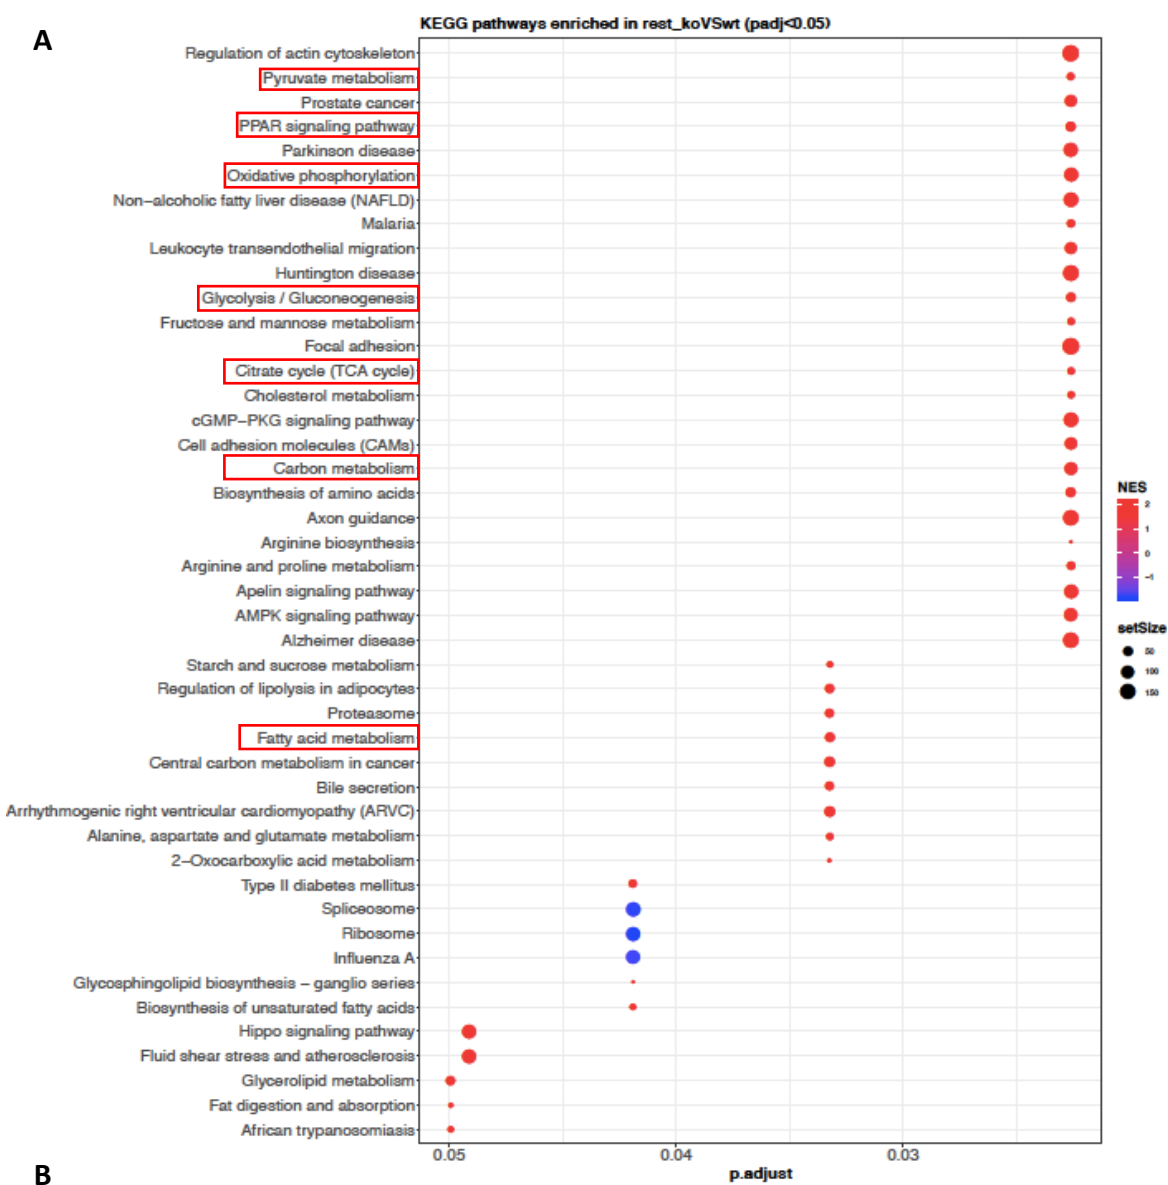 A
KEGG pathways enriched in rest_koVSwt (padj<0.05)
Regulation of actin cytoskeleton
Pyruvate metabolism
Prostate cancer
PPAR signaling pathway
Parkinson disease
Oxidative phosphorylation
Non−alcoholic fatty liver disease (NAFLD)
Malaria
Leukocyte transendothelial migration
Huntington disease
Glycolysis / Gluconeogenesis
Fructose and mannose metabolism
Focal adhesion
Citrate cycle (TCA cycle)
Cholesterol metabolism
cGMP−PKG signaling pathway
Cell adhesion molecules (CAMs)
Carbon metabolism
Biosynthesis of amino acids
Axon guidance
Arginine biosynthesis
Arginine and proline metabolism
Apelin signaling pathway
AMPK signaling pathway
Alzheimer disease
Starch and sucrose metabolism
Regulation of lipolysis in adipocytes
Proteasome
Fatty acid metabolism
Central carbon metabolism in cancer
Bile secretion
Arrhythmogenic right ventricular cardiomyopathy (ARVC)
Alanine, aspartate and glutamate metabolism
2−Oxocarboxylic acid metabolism
Type II diabetes mellitus
Spliceosome
Ribosome
Influenza A
Glycosphingolipid biosynthesis − ganglio series
Biosynthesis of unsaturated fatty acids
Hippo signaling pathway
Fluid shear stress and atherosclerosis
Glycerolipid metabolism
Fat digestion and absorption
African trypanosomiasis
0.05 0.04 0.03
p.adjust
NES
2
1
0
−1
setSize
50
100
150
B